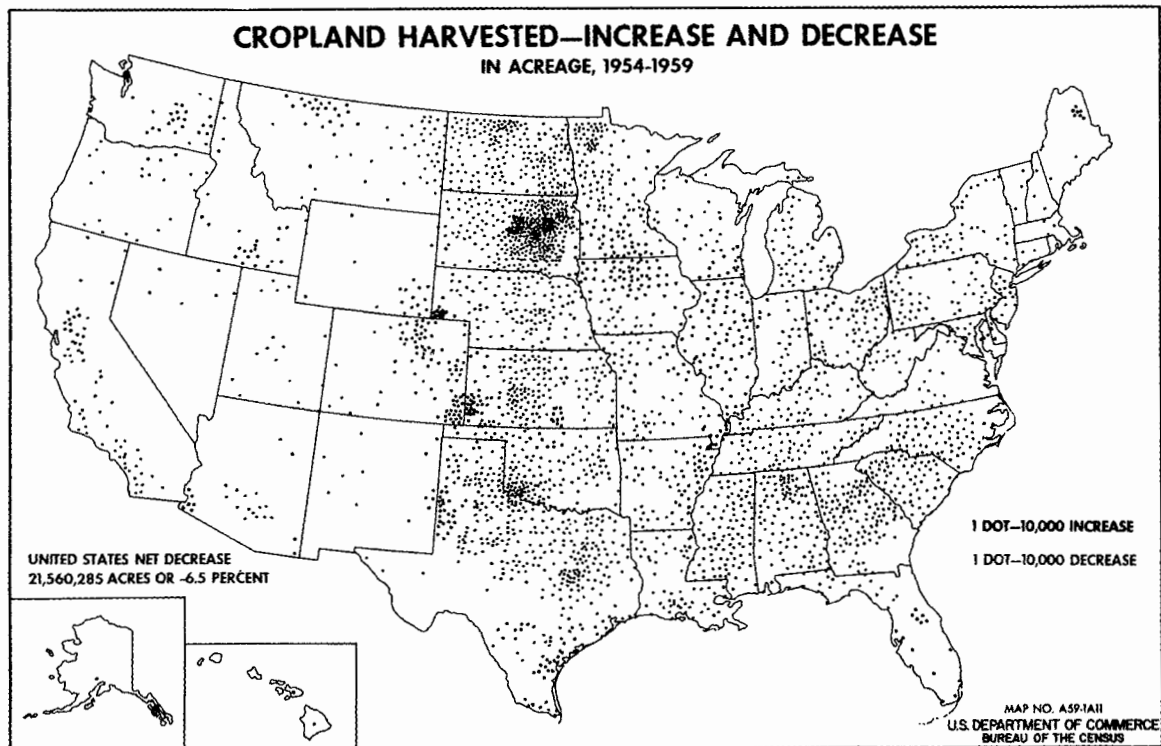 CROPLAND HARVESTED—INCREASE AND DECREASE
IN ACREAGE, 1954-1959
1 DOT—10,000 INCREASE
1 DOT—10,000 DECREASE
UNITED STATES NET DECREASE
21,560,285 ACRES OR -6.5 PERCENT
MAP NO. A59-1A11
U.S. DEPARTMENT OF COMMERCE
BUREAU OF THE CENSUS